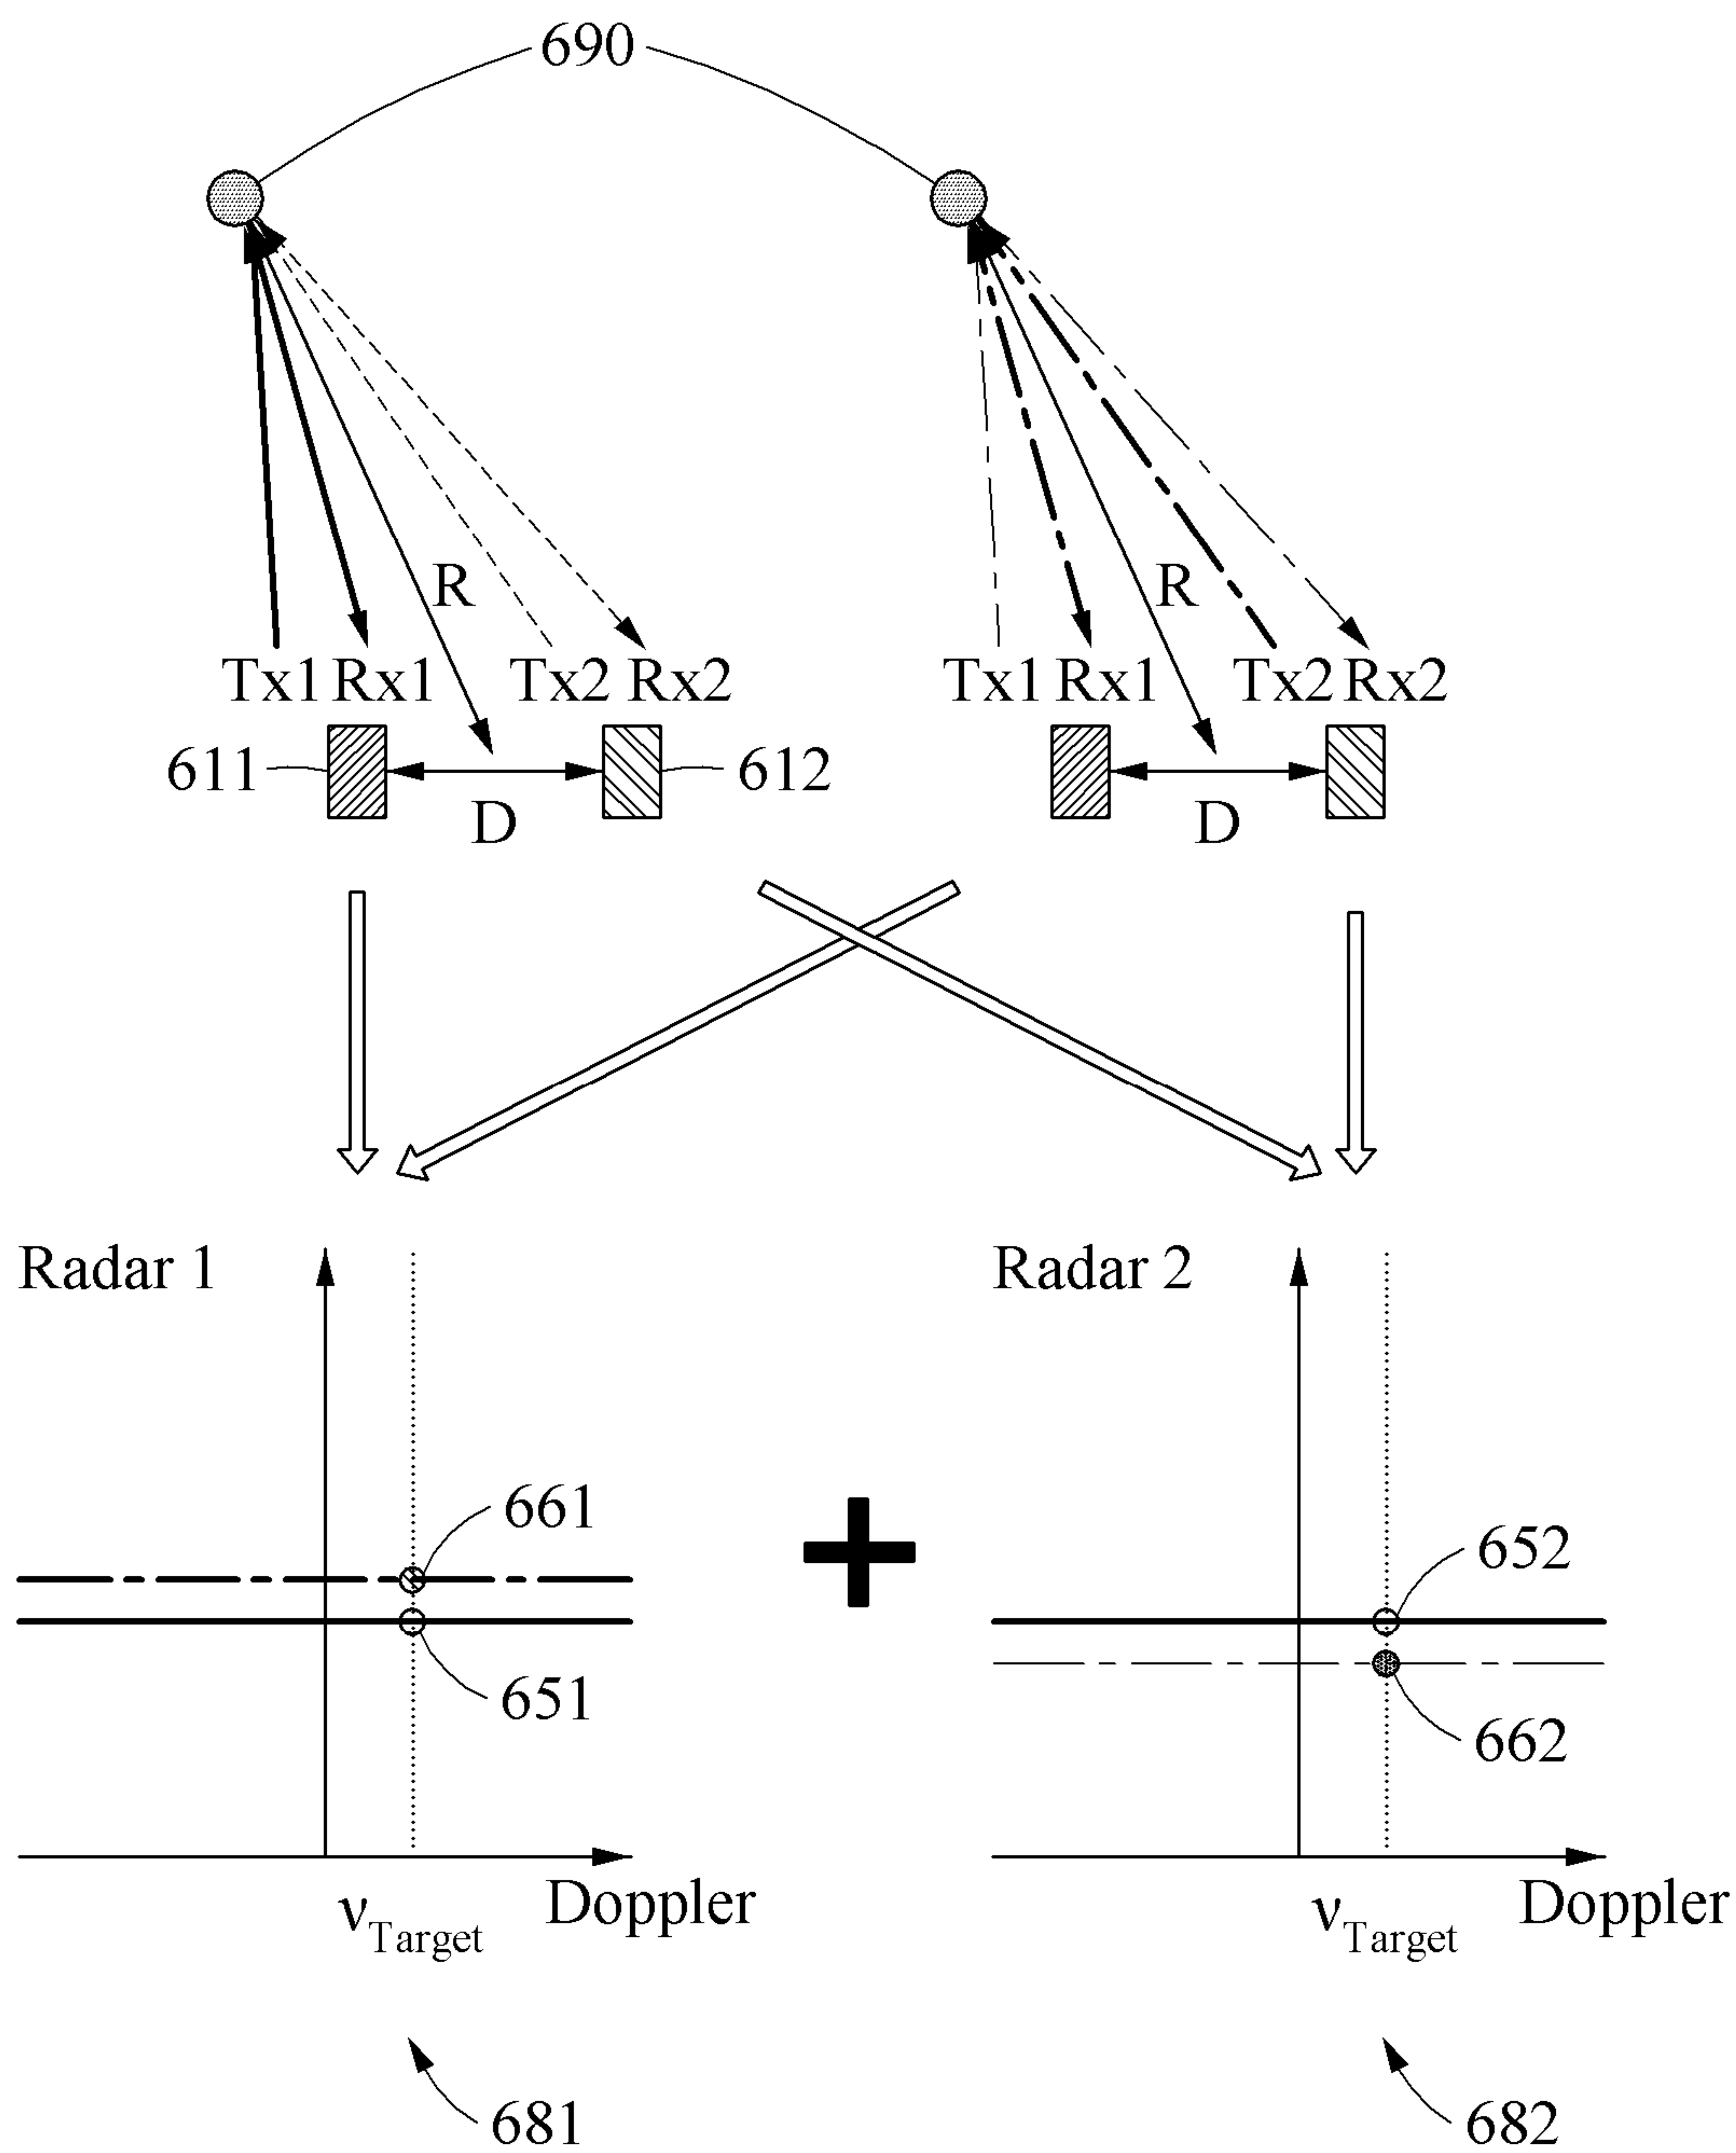 690
R R
Tx1 Rx1 Tx2 Rx2 Tx1 Rx1 Tx2 Rx2
611 612
D D
Radar 1 Radar 2
661
652
651
662
νTarget Doppler νTarget Doppler
681 682